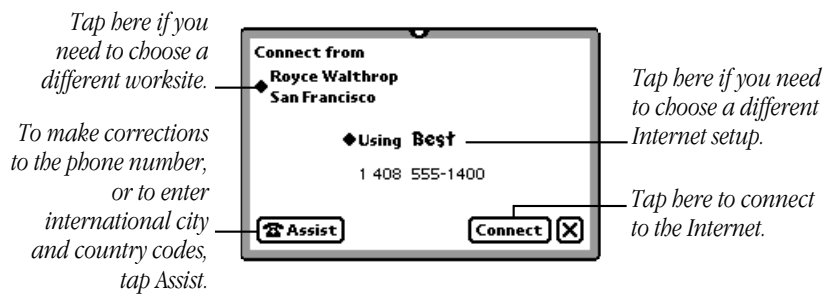 Tap here if you
need to choose a
different worksite.
To make corrections
to the phone number,
or to enter
international city
and country codes,
tap Assist.
Connect from
Royce Walthrop
San Francisco
Using Best
1 408 555-1400
Assist
Connect
Tap here if you need
to choose a different
Internet setup.
Tap here to connect
to the Internet.